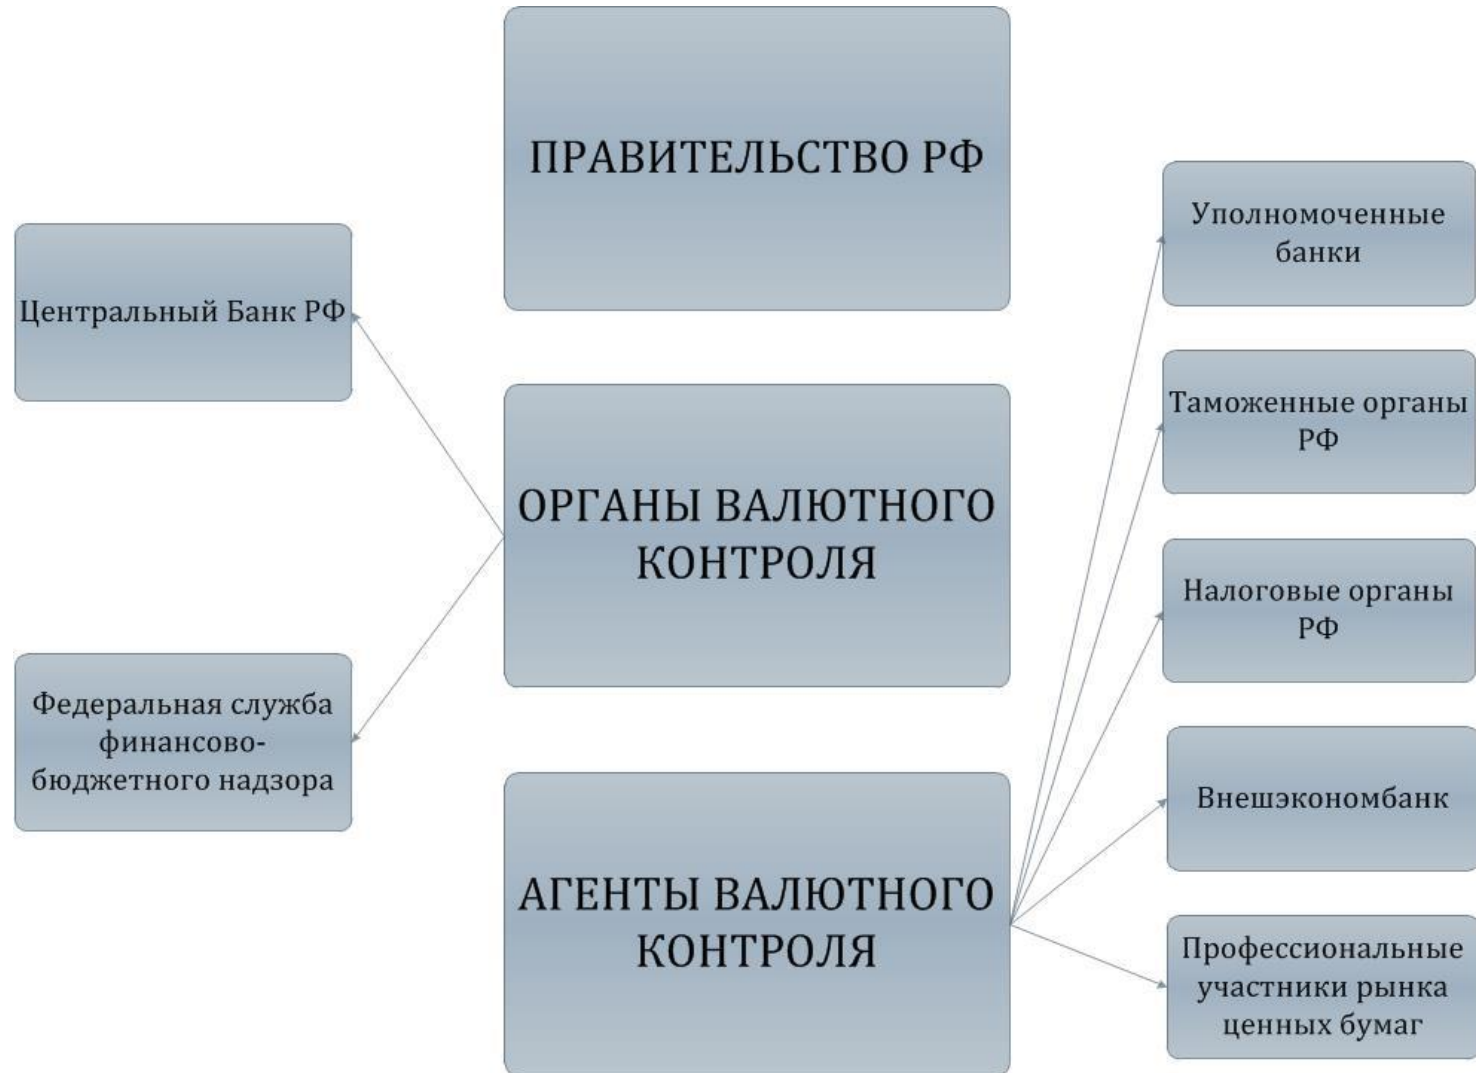 ПРАВИТЕЛЬСТВО РФ
Центральный Банк РФ
ОРГАНЫ ВАЛЮТНОГО
КОНТРОЛЯ
Федеральная служба
финансово-
бюджетного надзора
АГЕНТЫ ВАЛЮТНОГО
КОНТРОЛЯ
Уполномоченные
банки
Таможенные органы
РФ
Налоговые органы
РФ
Внешэкономбанк
Профессиональные
участники рынка
ценных бумаг